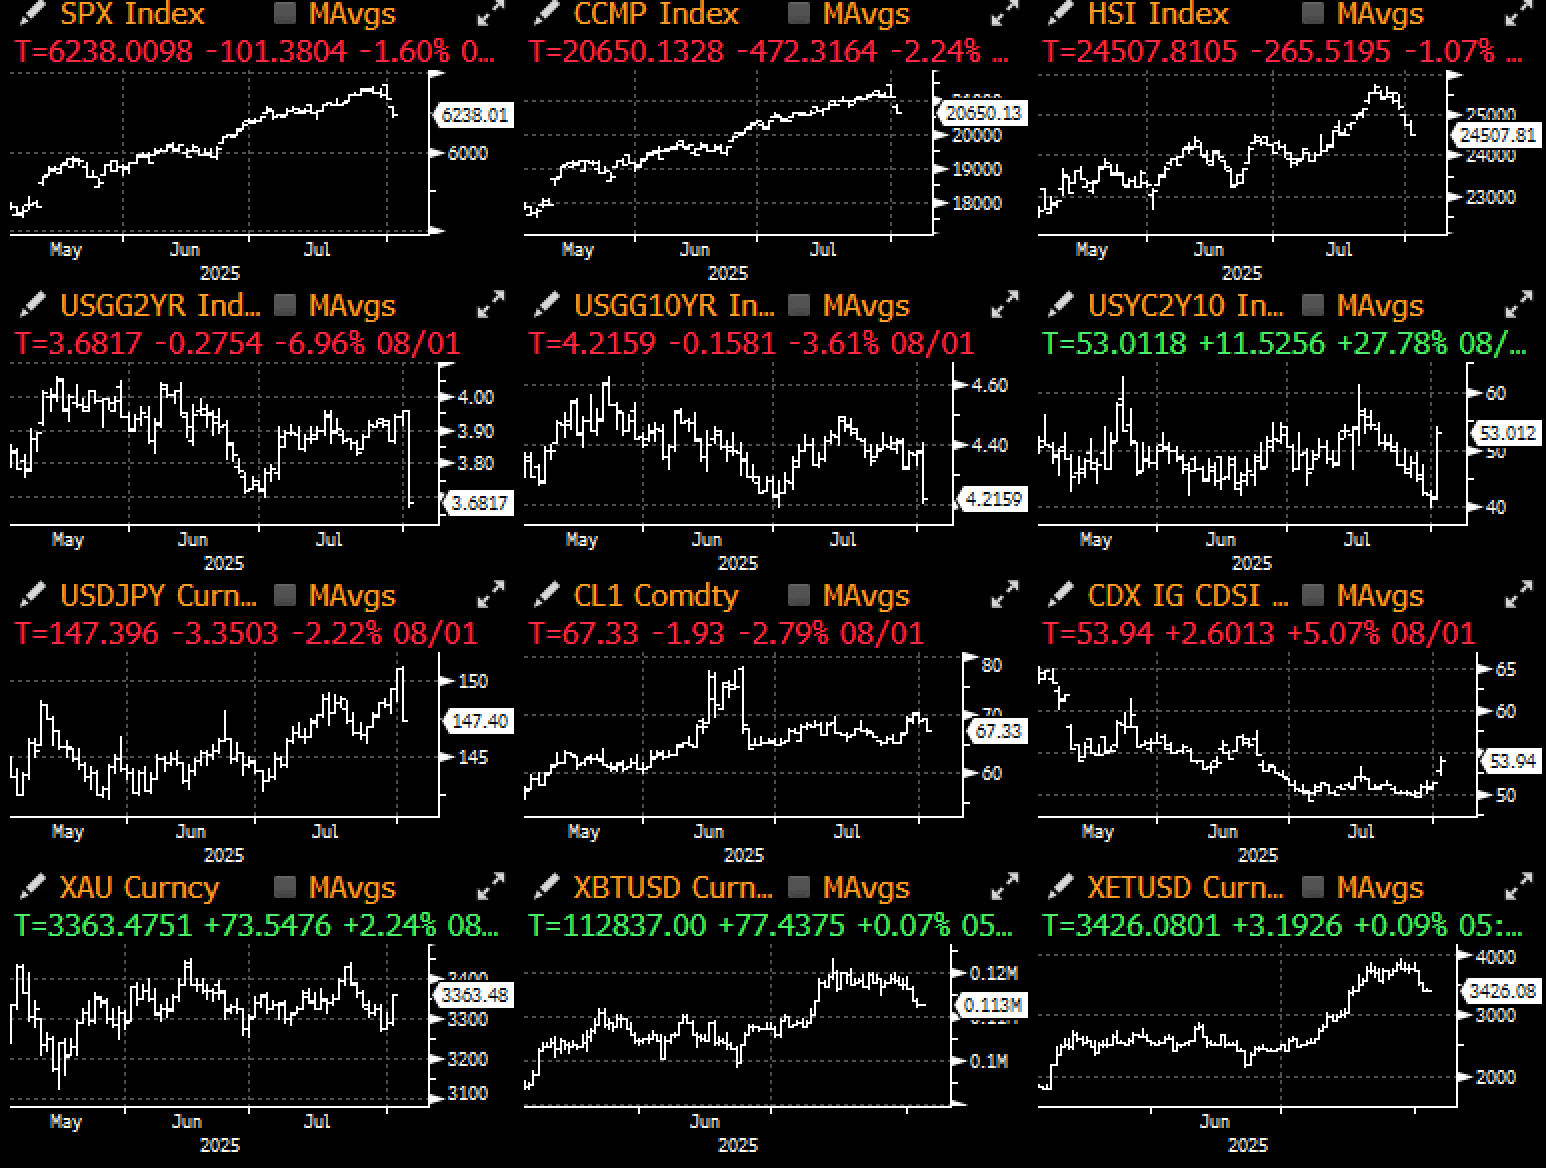 SPX Index MAvgs
T=6238.0098 -101.3804 -1.60% 0...
6238.01
6000
May Jun Jul
2025
CCMP Index MAvgs
T=20650.1328 -472.3164 -2.24% ...
20650.13
20000
19000
18000
May Jun Jul
2025
HSI Index MAvgs
T=24507.8105 -265.5195 -1.07% ...
25000
24507.81
24000
23000
May Jun Jul
2025
USGG2YR Ind... MAvgs
T=3.6817 -0.2754 -6.96% 08/01
4.00
3.90
3.80
3.6817
May Jun Jul
2025
USGG10YR In... MAvgs
T=4.2159 -0.1581 -3.61% 08/01
4.60
4.40
4.2159
May Jun Jul
2025
USYC2Y10 In... MAvgs
T=53.0118 +11.5256 +27.78% 08/...
60
53.012
50
40
May Jun Jul
2025
USDJPY Curn... MAvgs
T=147.396 -3.3503 -2.22% 08/01
150
147.40
145
May Jun Jul
2025
CL1 Comdty MAvgs
T=67.33 -1.93 -2.79% 08/01
80
70
67.33
60
May Jun Jul
2025
CDX IG CDSI ... MAvgs
T=53.94 +2.6013 +5.07% 08/01
65
60
53.94
50
May Jun Jul
2025
XAU Curncy MAvgs
T=3363.4751 +73.5476 +2.24% 08...
3400
3363.48
3300
3200
3100
May Jun Jul
2025
XBTUSD Curn... MAvgs
T=112837.00 +77.4375 +0.07% 05...
0.12M
0.113M
0.1M
Jun
2025
XETUSD Curn... MAvgs
T=3426.0801 +3.1926 +0.09% 05:...
4000
3426.08
3000
2000
Jun
2025